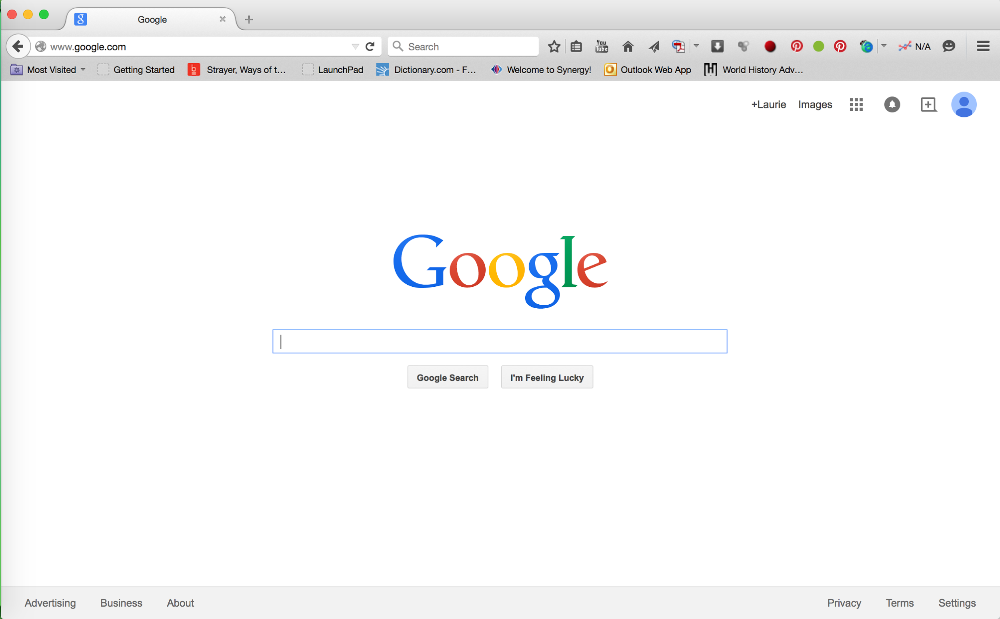 g Google
www.google.com Search You Tube N/A
Most Visited Getting Started b Strayer, Ways of t... LaunchPad Dictionary.com - F... Welcome to Synergy! O Outlook Web App H World History Adv...
+Laurie Images
Google
Google Search I'm Feeling Lucky
Advertising Business About Privacy Terms Settings